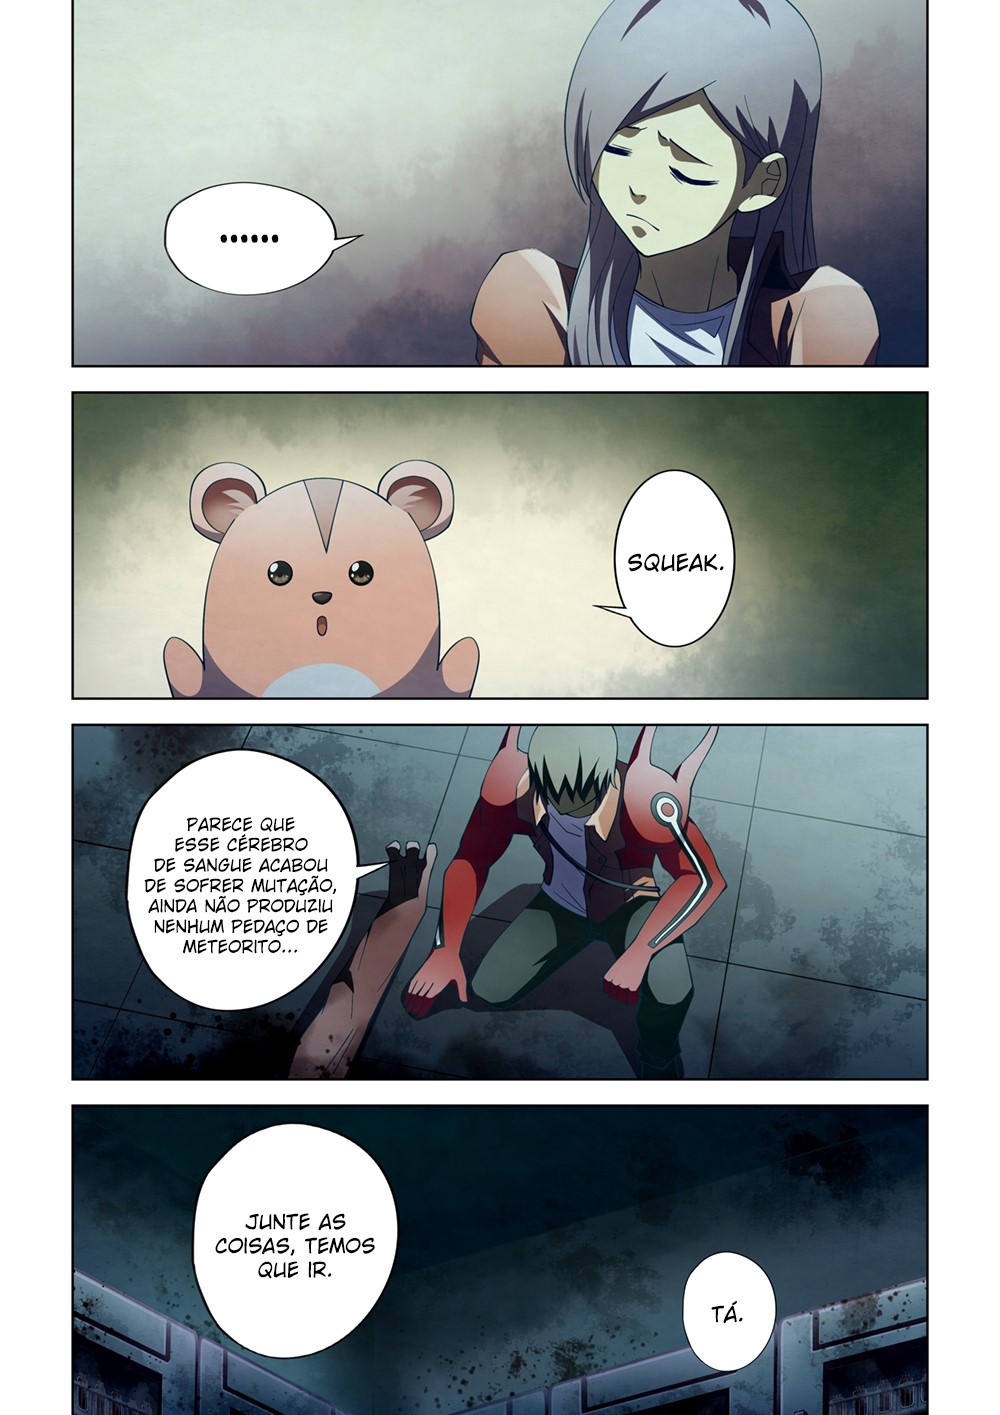 ......
SQUEAK.
PARECE QUE
ESSE CÉREBRO
DE SANGUE ACABOU
DE SOFRER MUTAÇÃO,
AINDA NÃO PRODUZIU
NENHUM PEDAÇO DE
METEORITO...
JUNTE AS
COISAS, TEMOS
QUE IR.
TÁ.